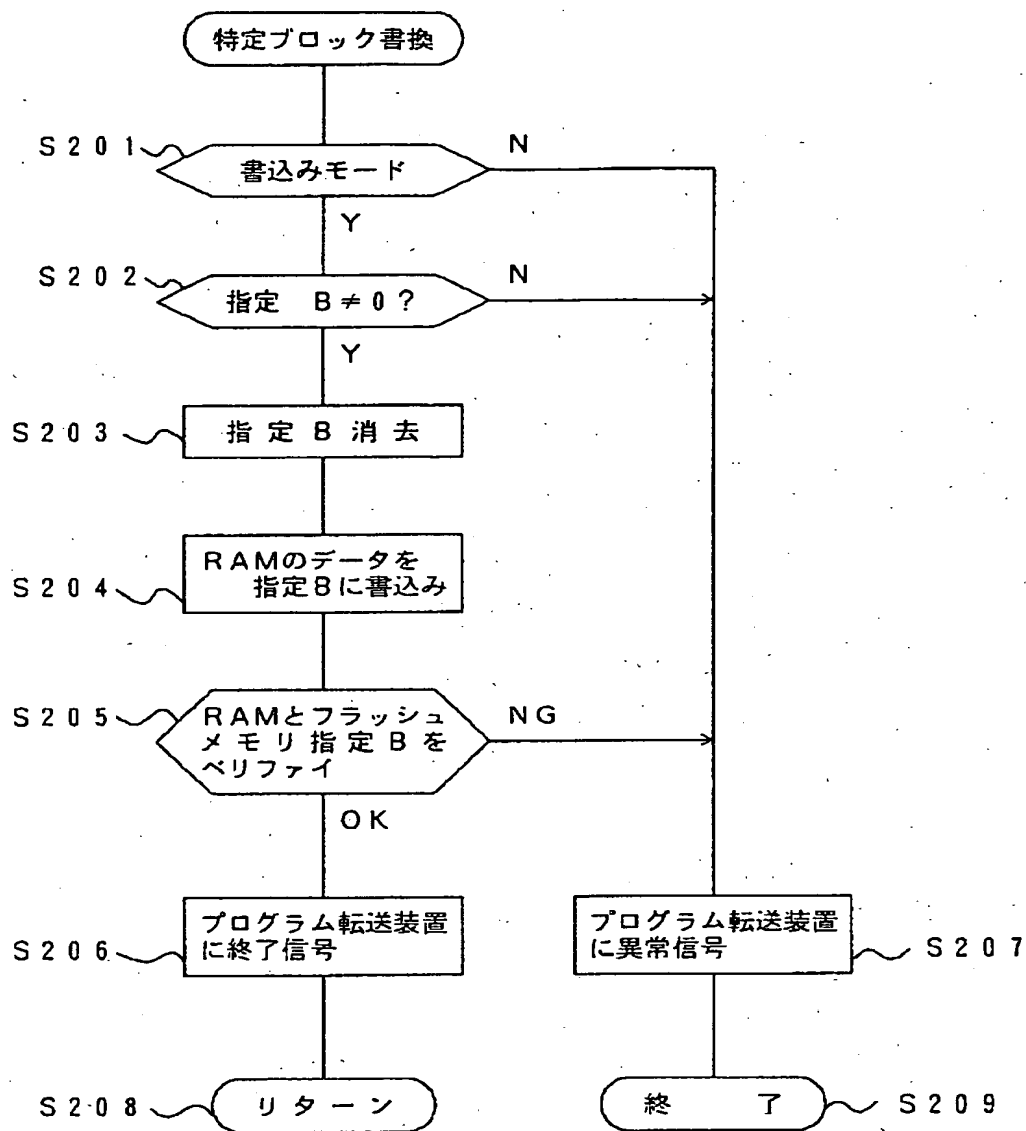 特定ブロック書換
S201
書込みモード
N
Y
S202
指定 B≠0?
N
Y
S203
指定B消去
S204
RAMのデータを
指定Bに書込み
S205
RAMとフラッシュ
メモリ指定Bを
ベリファイ
NG
OK
S206
プログラム転送装置
に終了信号
プログラム転送装置
に異常信号
S207
S208
リターン
終 了
S209